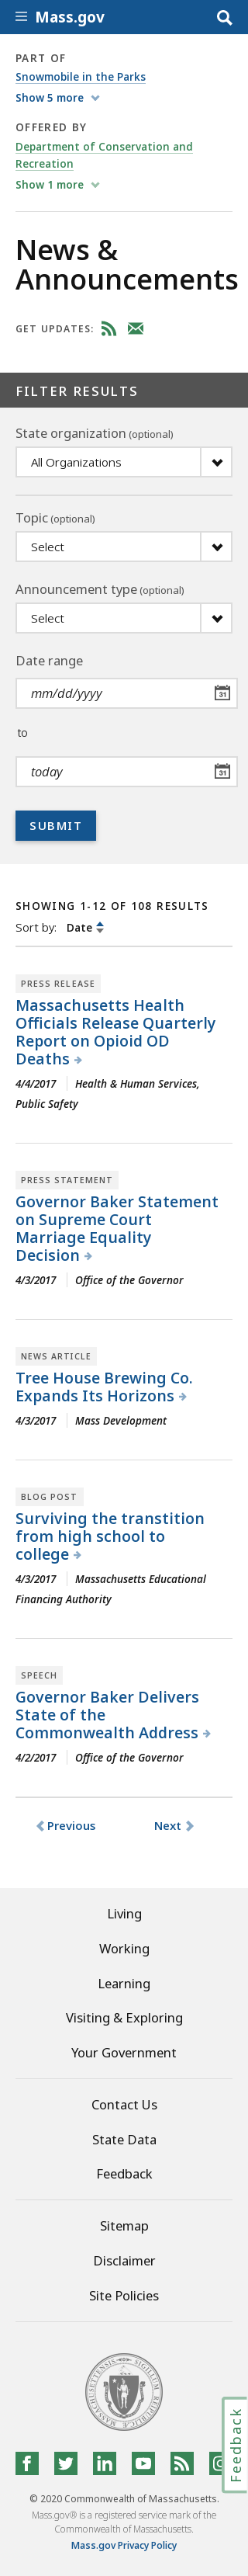 Mass.gov
PART OF
Snowmobile in the Parks
Show 5 more
OFFERED BY
Department of Conservation and
Recreation
Show 1 more
News &
Announcements
GET UPDATES:
FILTER RESULTS
State organization (optional)
All Organizations
Topic (optional)
Select
Announcement type (optional)
Select
Date range
mm/dd/yyyy
31
to
today
31
SUBMIT
SHOWING 1-12 OF 108 RESULTS
Sort by: Date
PRESS RELEASE
Massachusetts Health
Officials Release Quarterly
Report on Opioid OD
Deaths
4/4/2017 Health & Human Services,
Public Safety
PRESS STATEMENT
Governor Baker Statement
on Supreme Court
Marriage Equality
Decision
4/3/2017 Office of the Governor
NEWS ARTICLE
Tree House Brewing Co.
Expands Its Horizons
4/3/2017 Mass Development
BLOG POST
Surviving the transtition
from high school to
college
4/3/2017 Massachusetts Educational
Financing Authority
SPEECH
Governor Baker Delivers
State of the
Commonwealth Address
4/2/2017 Office of the Governor
Previous Next
Living
Working
Learning
Visiting & Exploring
Your Government
Contact Us
State Data
Feedback
Sitemap
Disclaimer
Site Policies
Feedback
© 2020 Commonwealth of Massachusetts.
Mass.gov® is a registered service mark of the
Commonwealth of Massachusetts.
Mass.gov Privacy Policy